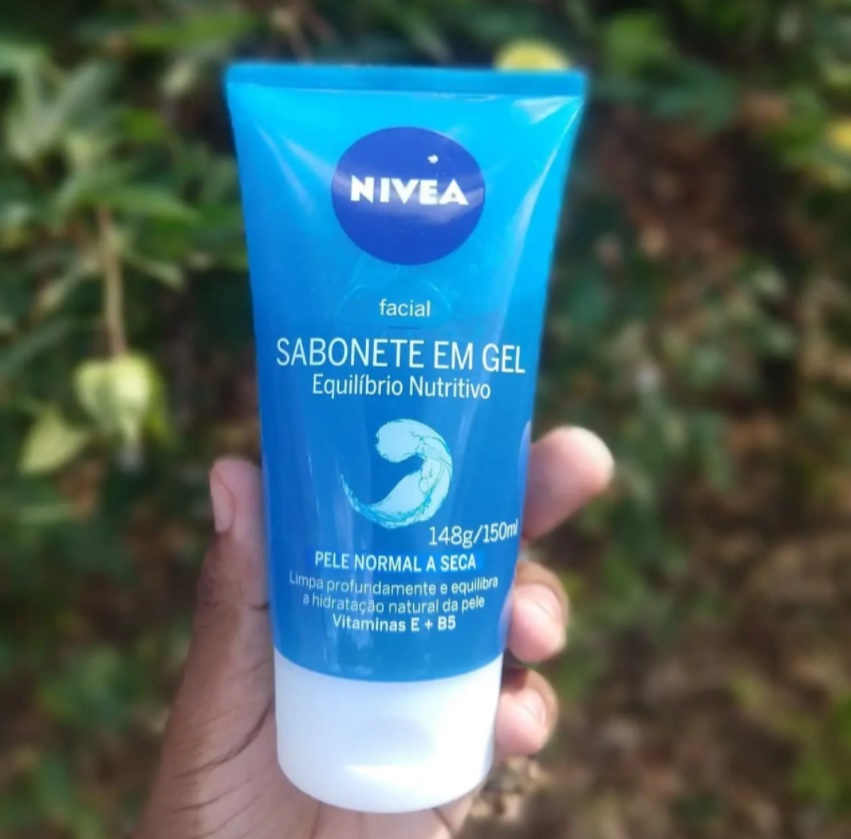 NIVEA
facial
SABONETE EM GEL
Equilíbrio Nutritivo
148g/150ml
PELE NORMAL A SECA
Limpa profundamente e equilibra
a hidratação natural da pele
Vitaminas E + B5